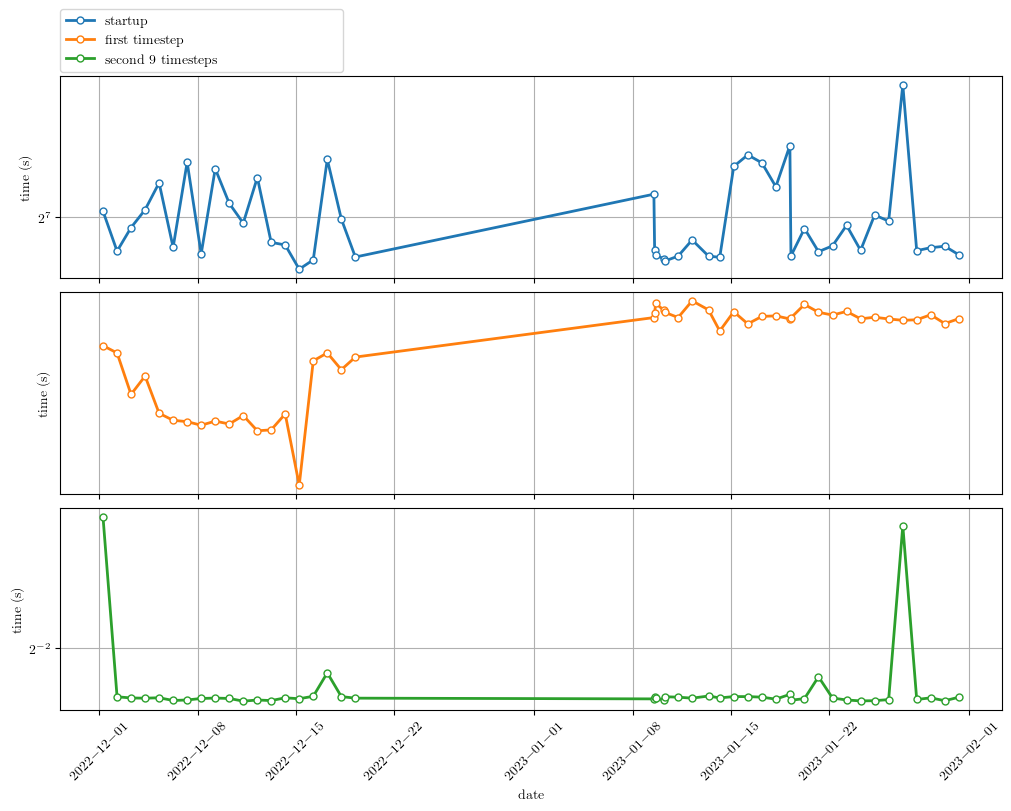 startup
first timestep
second 9 timesteps
time (s)
2^7
time (s)
time (s)
2^−2
2022−12−01
2022−12−08
2022−12−15
2022−12−22
2023−01−01
2023−01−08
2023−01−15
2023−01−22
2023−02−01
date